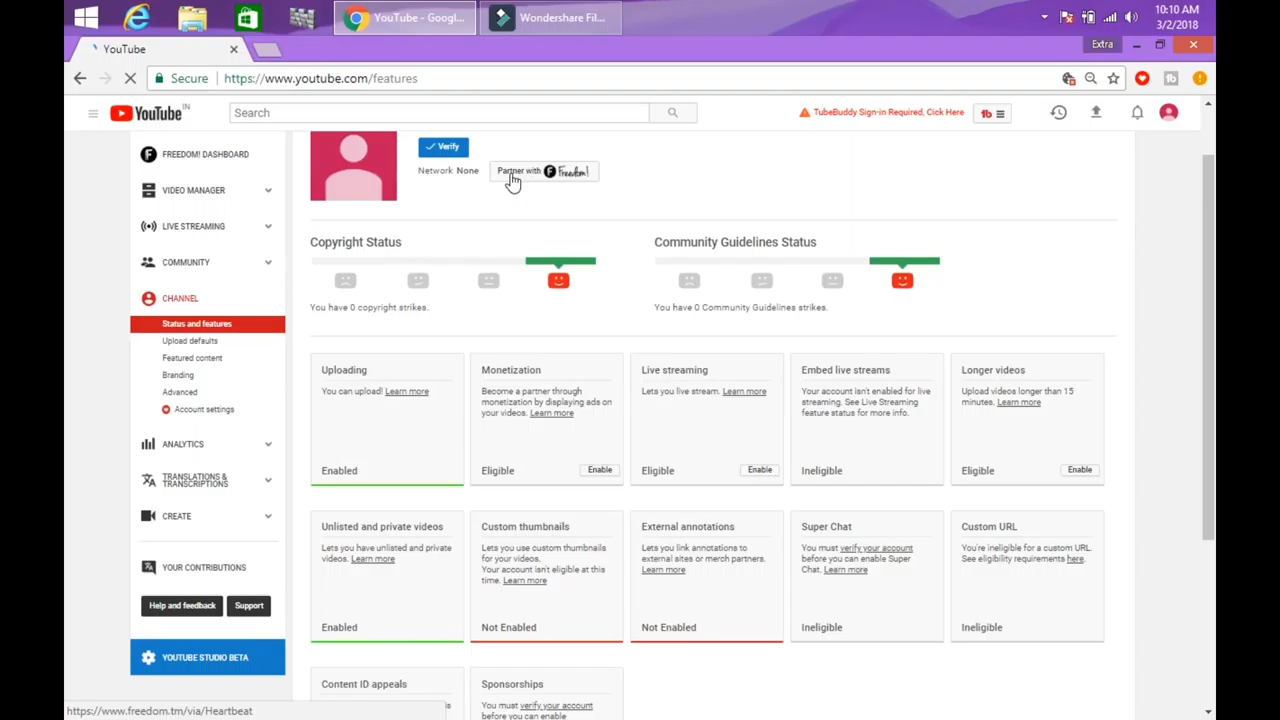 YouTube - Googl...
Wondershare Fil...
10:10 AM
3/2/2018
YouTube
Extra
Secure
https://www.youtube.com/features
YouTube IN
Search
TubeBuddy Sign-in Required, Click Here
tb
FREEDOM! DASHBOARD
VIDEO MANAGER
LIVE STREAMING
COMMUNITY
CHANNEL
Status and features
Upload defaults
Featured content
Branding
Advanced
Account settings
ANALYTICS
TRANSLATIONS &
TRANSCRIPTIONS
CREATE
YOUR CONTRIBUTIONS
Help and feedback
Support
YOUTUBE STUDIO BETA
Verify
Network None
Partner with Freedom!
Copyright Status
You have 0 copyright strikes.
Community Guidelines Status
You have 0 Community Guidelines strikes.
Uploading
You can upload! Learn more
Enabled
Monetization
Become a partner through
monetization by displaying ads on
your videos. Learn more
Eligible
Enable
Live streaming
Lets you live stream. Learn more
Eligible
Enable
Embed live streams
Your account isn't enabled for live
streaming. See Live Streaming
feature status for more info.
Ineligible
Longer videos
Upload videos longer than 15
minutes. Learn more
Eligible
Enable
Unlisted and private videos
Lets you have unlisted and private
videos. Learn more
Enabled
Custom thumbnails
Lets you use custom thumbnails
for your videos.
Your account isn't eligible at this
time. Learn more
Not Enabled
External annotations
Lets you link annotations to
external sites or merch partners.
Learn more
Not Enabled
Super Chat
You must verify your account
before you can enable Super
Chat. Learn more
Ineligible
Custom URL
You're ineligible for a custom URL.
See eligibility requirements here.
Ineligible
Content ID appeals
Sponsorships
You must verify your account
before you can enable
https://www.freedom.tm/via/Heartbeat